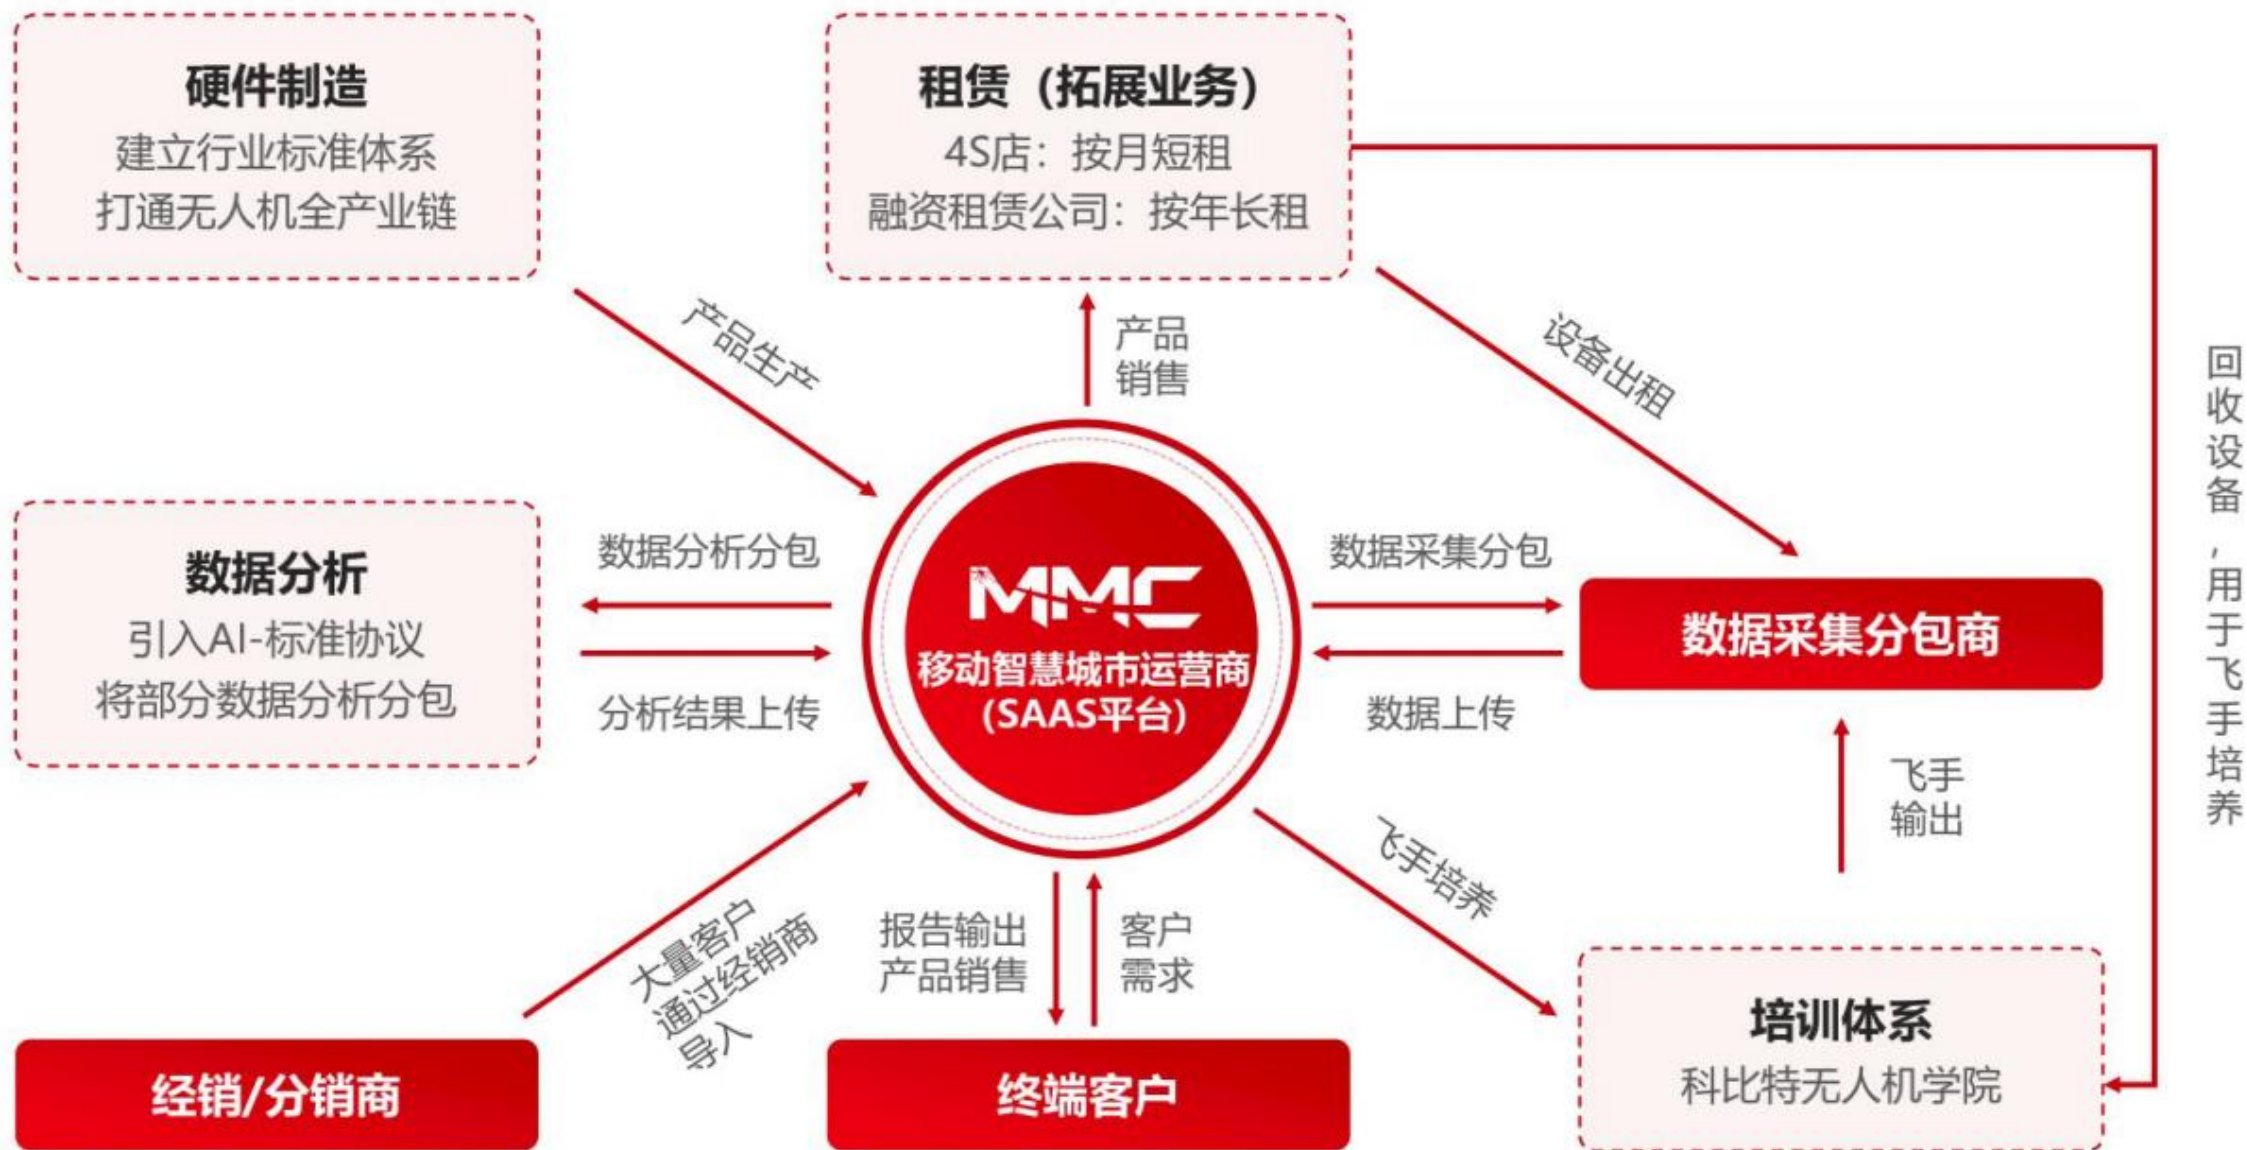 硬件制造
建立行业标准体系
打通无人机全产业链
租赁（拓展业务）
4S店：按月短租
融资租赁公司：按年长租
产品生产
产品
销售
设备出租
回收设备，用于飞手培养
数据分析
引入AI-标准协议
将部分数据分析分包
数据分析分包
分析结果上传
MMC
移动智慧城市运营商
(SAAS平台)
数据采集分包
数据上传
数据采集分包商
飞手
输出
大量客户
通过经销商
导入
报告输出
产品销售
客户
需求
飞手培养
经销/分销商
终端客户
培训体系
科比特无人机学院